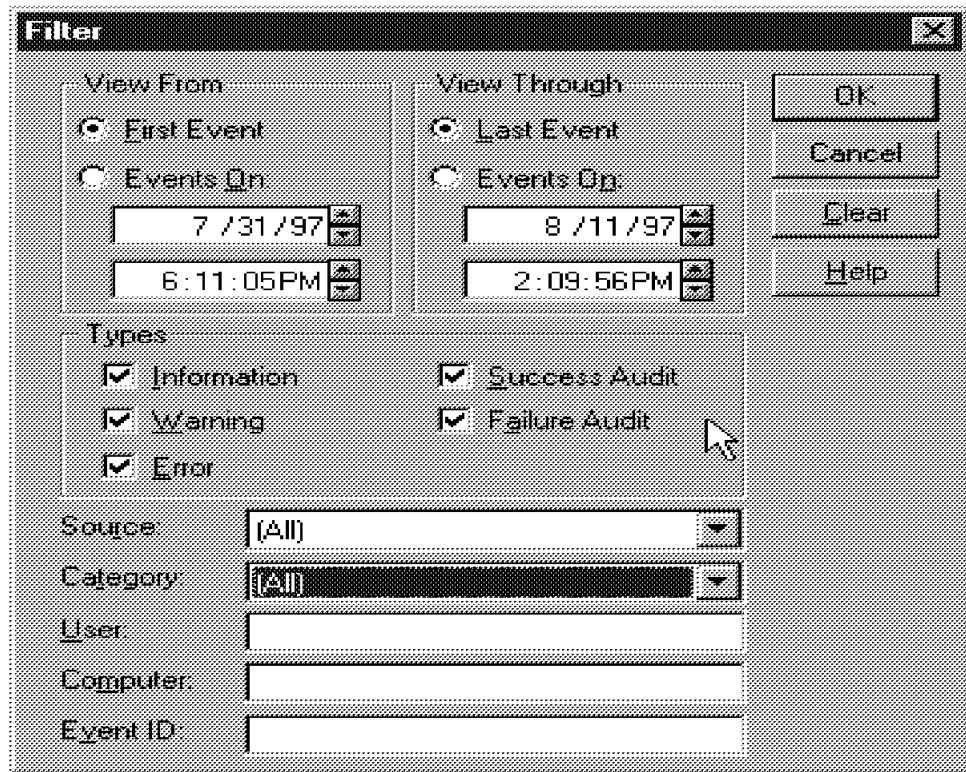 Filter
View From
First Event
Events On:
7 /31/97
6:11:05PM
View Through
Last Event
Events On:
8 /11/97
2:09:56PM
OK
Cancel
Clear
Help
Types
Information
Warning
Error
Success Audit
Failure Audit
Source: (All)
Category: (All)
User:
Computer:
Event ID: